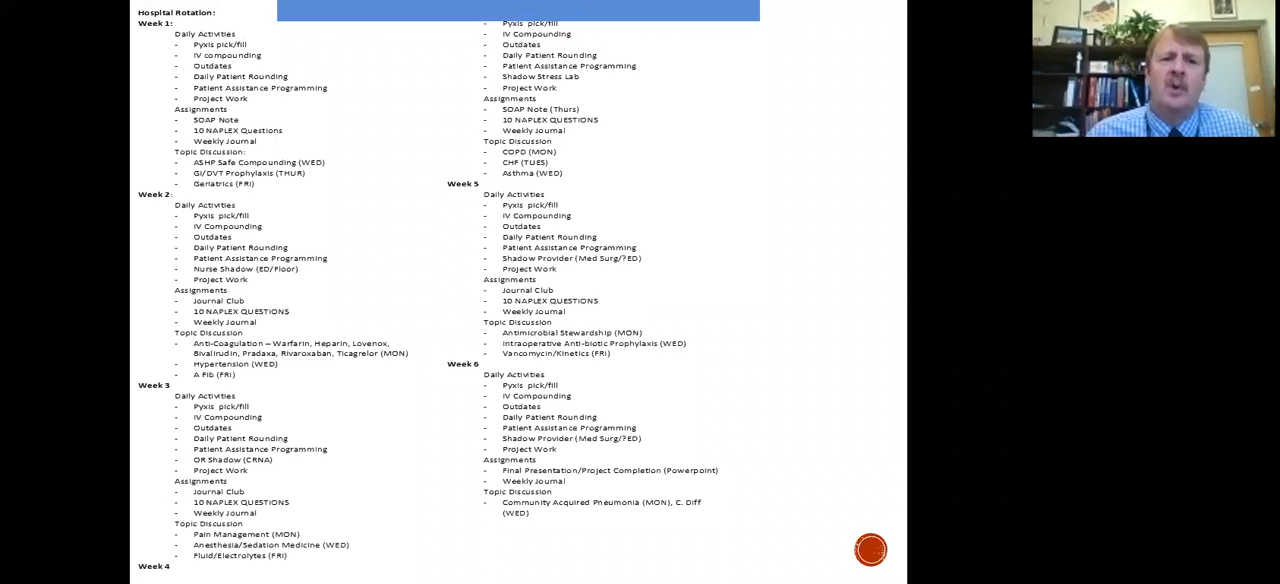 Hospital Rotation:
Week 1:
Daily Activities
- Pyxis pick/fill
- IV compounding
- Outdates
- Daily Patient Rounding
- Patient Assistance Programming
- Project Work
Assignments
- SOAP Note
- 10 NAPLEX Questions
- Weekly Journal
Topic Discussion:
- ASHP Safe Compounding (WED)
- GI/DVT Prophylaxis (THUR)
- Geriatrics (FRI)
Week 2:
Daily Activities
- Pyxis pick/fill
- IV Compounding
- Outdates
- Daily Patient Rounding
- Patient Assistance Programming
- Nurse Shadow (ED/Floor)
- Project Work
Assignments
- Journal Club
- 10 NAPLEX QUESTIONS
- Weekly Journal
Topic Discussion
- Anti-Coagulation – Warfarin, Heparin, Lovenox,
Bivalirudin, Pradaxa, Rivaroxaban, Ticagrelor (MON)
- Hypertension (WED)
- A Fib (FRI)
Week 3
Daily Activities
- Pyxis pick/fill
- IV Compounding
- Outdates
- Daily Patient Rounding
- Patient Assistance Programming
- OR Shadow (CRNA)
- Project Work
Assignments
- Journal Club
- 10 NAPLEX QUESTIONS
- Weekly Journal
Topic Discussion
- Pain Management (MON)
- Anesthesia/Sedation Medicine (WED)
- Fluid/Electrolytes (FRI)
Week 4
- Pyxis pick/fill
- IV Compounding
- Outdates
- Daily Patient Rounding
- Patient Assistance Programming
- Shadow Stress Lab
- Project Work
Assignments
- SOAP Note (Thurs)
- 10 NAPLEX QUESTIONS
- Weekly Journal
Topic Discussion
- COPD (MON)
- CHF (TUES)
- Asthma (WED)
Week 5
Daily Activities
- Pyxis pick/fill
- IV Compounding
- Outdates
- Daily Patient Rounding
- Patient Assistance Programming
- Shadow Provider (Med Surg/?ED)
- Project Work
Assignments
- Journal Club
- 10 NAPLEX QUESTIONS
- Weekly Journal
Topic Discussion
- Antimicrobial Stewardship (MON)
- Intraoperative Anti-biotic Prophylaxis (WED)
- Vancomycin/Kinetics (FRI)
Week 6
Daily Activities
- Pyxis pick/fill
- IV Compounding
- Outdates
- Daily Patient Rounding
- Patient Assistance Programming
- Shadow Provider (Med Surg/?ED)
- Project Work
Assignments
- Final Presentation/Project Completion (Powerpoint)
- Weekly Journal
Topic Discussion
- Community Acquired Pneumonia (MON), C. Diff
(WED)